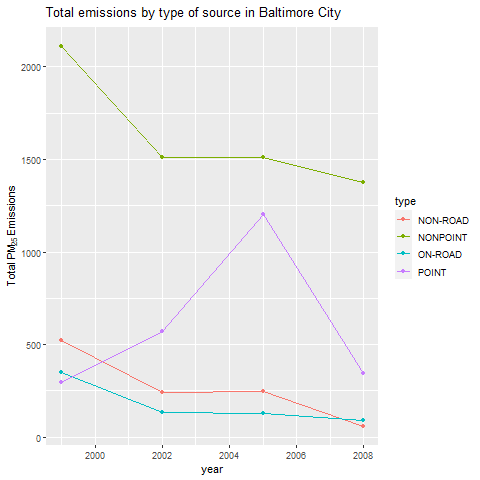 Total emissions by type of source in Baltimore City
2000
1500
1000
500
0
Total PM2.5 Emissions
2000
2002
2004
2006
2008
year
type
NON-ROAD
NONPOINT
ON-ROAD
POINT